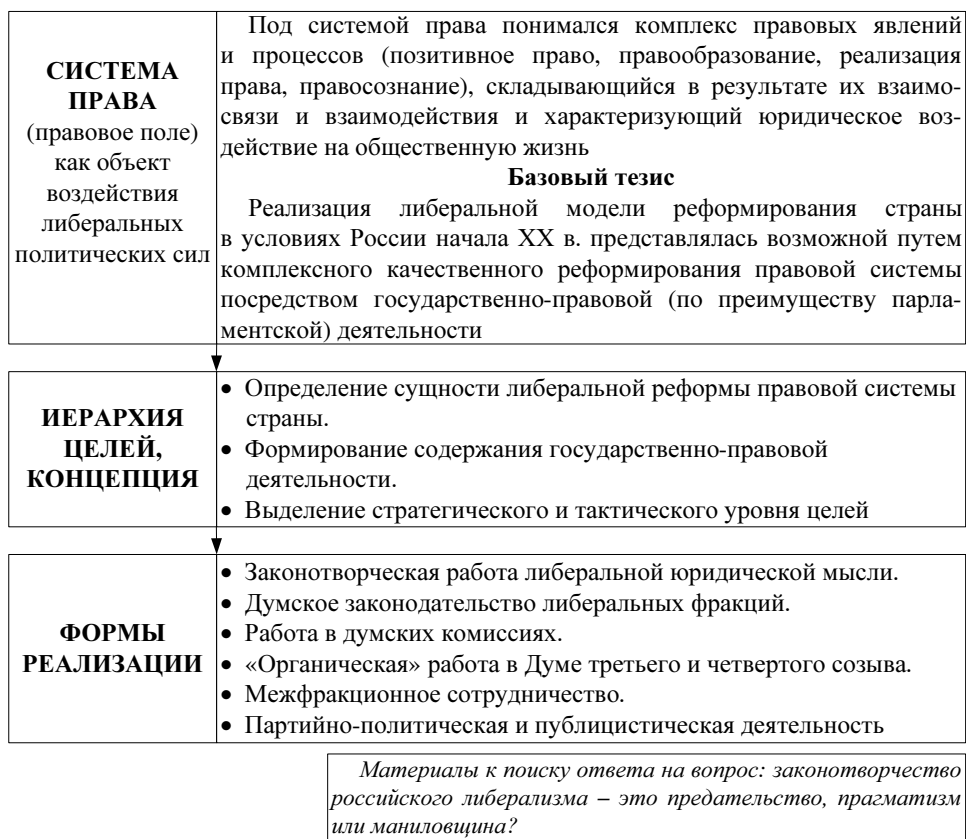 СИСТЕМА
ПРАВА
(правовое поле)
как объект
воздействия
либеральных
политических сил
Под системой права понимался комплекс правовых явлений
и процессов (позитивное право, правообразование, реализация
права, правосознание), складывающийся в результате их взаимо-
связи и взаимодействия и характеризующий юридическое воз-
действие на общественную жизнь
Базовый тезис
Реализация либеральной модели реформирования страны
в условиях России начала XX в. представлялась возможной путем
комплексного качественного реформирования правовой системы
посредством государственно-правовой (по преимуществу парла-
ментской) деятельности
ИЕРАРХИЯ
ЦЕЛЕЙ,
КОНЦЕПЦИЯ
• Определение сущности либеральной реформы правовой системы
страны.
• Формирование содержания государственно-правовой
деятельности.
• Выделение стратегического и тактического уровня целей
ФОРМЫ
РЕАЛИЗАЦИИ
• Законотворческая работа либеральной юридической мысли.
• Думское законодательство либеральных фракций.
• Работа в думских комиссиях.
• «Органическая» работа в Думе третьего и четвертого созыва.
• Межфракционное сотрудничество.
• Партийно-политическая и публицистическая деятельность
Материалы к поиску ответа на вопрос: законотворчество
российского либерализма – это предательство, прагматизм
или маниловщина?